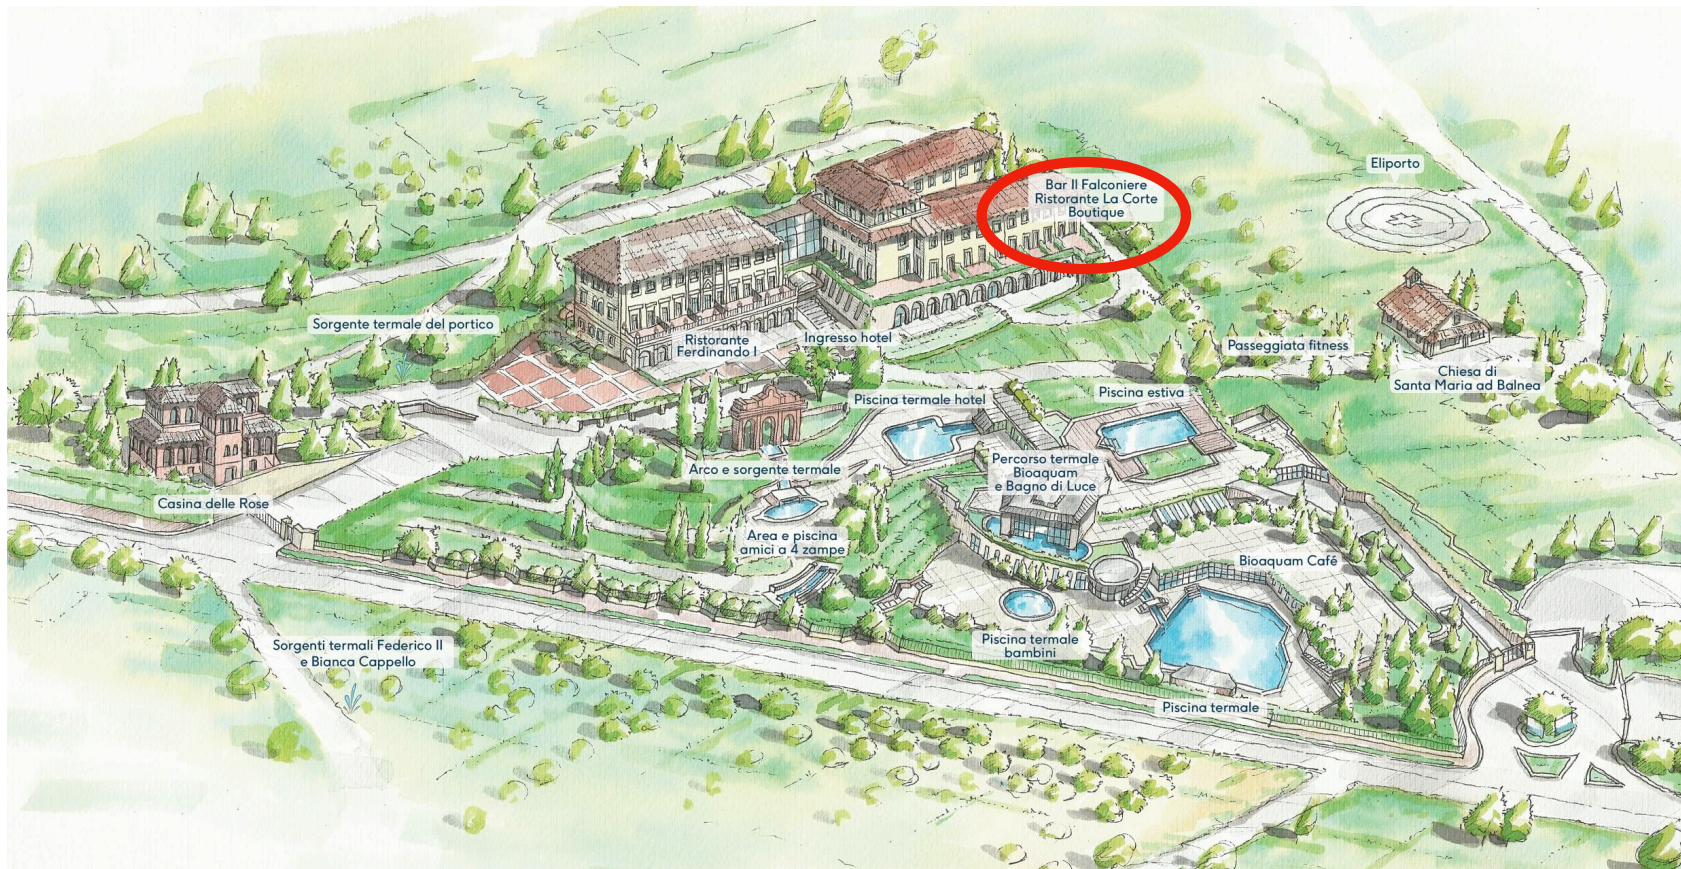 Eliporto
Bar Il Falconiere
Ristorante La Corte
Boutique
Sorgente termale del portico
Ristorante
Ferdinando I
Ingresso hotel
Passeggiata fitness
Chiesa di
Santa Maria ad Balnea
Piscina termale hotel
Piscina estiva
Arco e sorgente termale
Percorso termale
Bioaquam
e Bagno di Luce
Casina delle Rose
Area e piscina
amici a 4 zampe
Bioaquam Café
Sorgenti termali Federico II
e Bianca Cappello
Piscina termale
bambini
Piscina termale